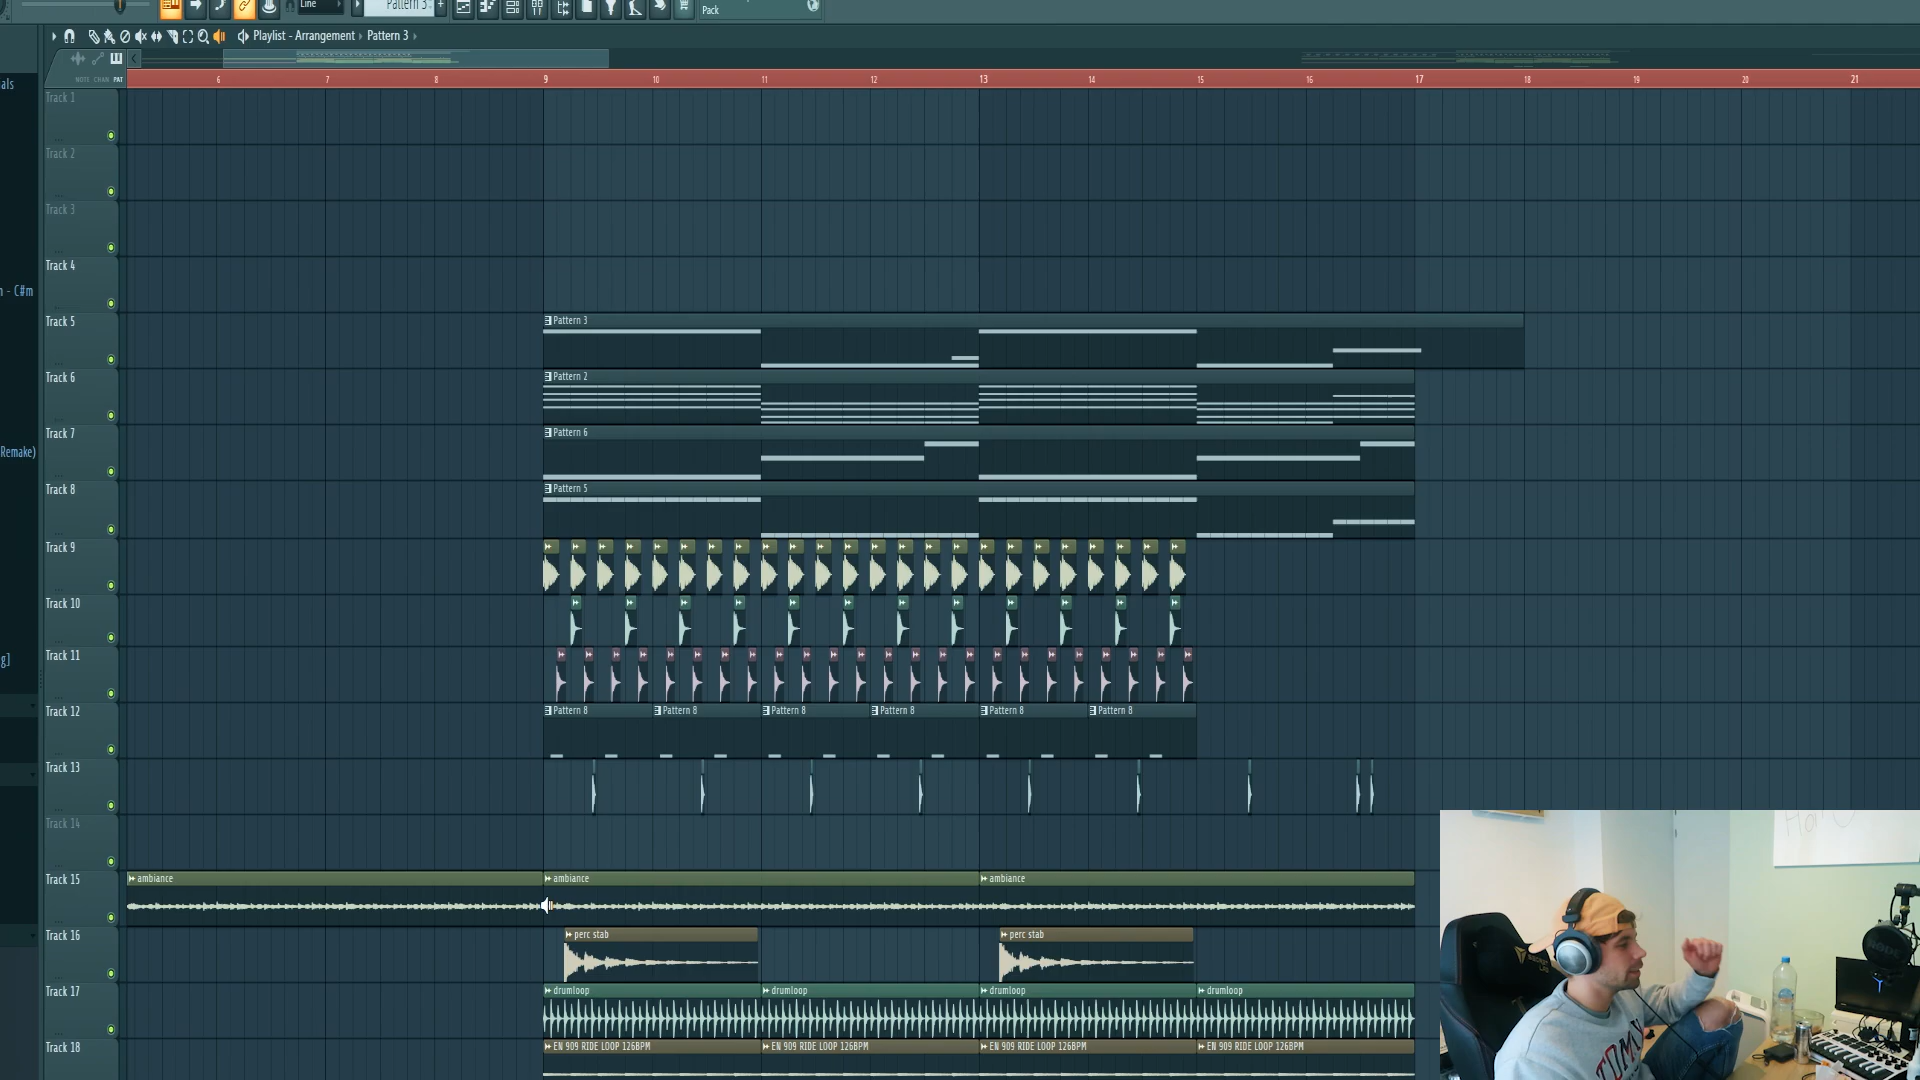 Line
Pattern 3
Pack
Playlist - Arrangement › Pattern 3 ›
NOTE CHAN PAT
6 7 8 9 10 11 12 13 14 15 16 17 18 19 20 21
als
Track 1
Track 2
Track 3
Track 4
- C#m
Track 5
Pattern 3
Track 6
Pattern 2
Track 7
Pattern 6
Remake)
Track 8
Pattern 5
Track 9
Track 10
Track 11
g]
Track 12
Pattern 8 Pattern 8 Pattern 8 Pattern 8 Pattern 8 Pattern 8
Track 13
Track 14
Track 15
ambiance ambiance ambiance
Track 16
perc stab perc stab
Track 17
drumloop drumloop drumloop drumloop
Track 18
EN 909 RIDE LOOP 126BPM EN 909 RIDE LOOP 126BPM EN 909 RIDE LOOP 126BPM EN 909 RIDE LOOP 126BPM